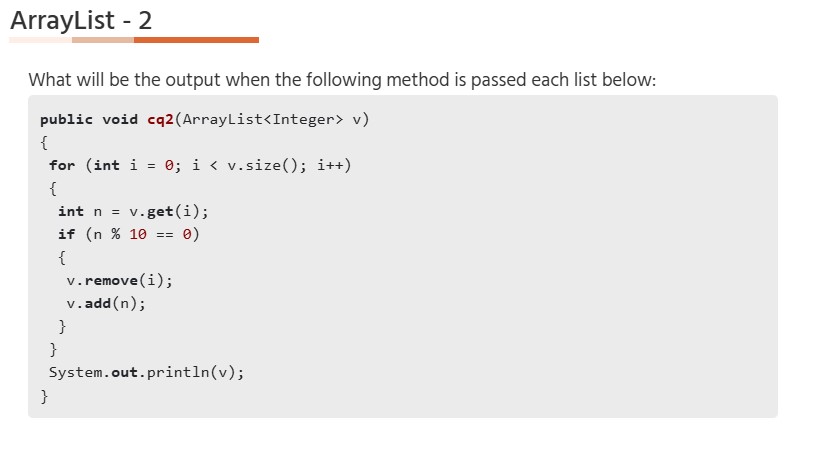 ArrayList - 2
What will be the output when the following method is passed each list below:
public void cq2(ArrayList<Integer> v)
{
for (int i = 0; i < v.size(); i++)
{
int n = v.get(i);
if (n % 10 == 0)
{
v.remove(i);
v.add(n);
}
}
System.out.println(v);
}